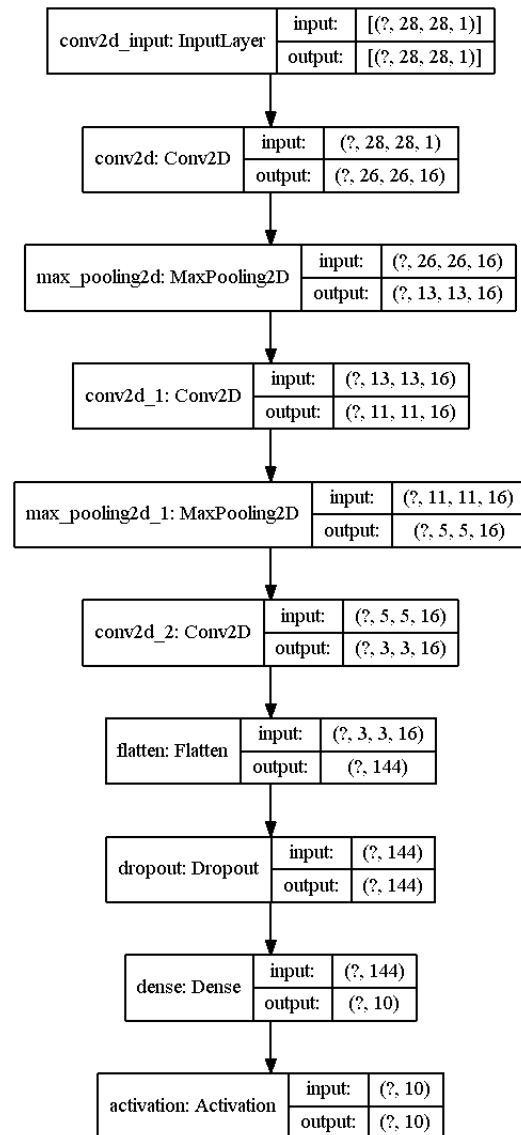 conv2d_input: InputLayer
input: [(?, 28, 28, 1)]
output: [(?, 28, 28, 1)]
conv2d: Conv2D
input: (?, 28, 28, 1)
output: (?, 26, 26, 16)
max_pooling2d: MaxPooling2D
input: (?, 26, 26, 16)
output: (?, 13, 13, 16)
conv2d_1: Conv2D
input: (?, 13, 13, 16)
output: (?, 11, 11, 16)
max_pooling2d_1: MaxPooling2D
input: (?, 11, 11, 16)
output: (?, 5, 5, 16)
conv2d_2: Conv2D
input: (?, 5, 5, 16)
output: (?, 3, 3, 16)
flatten: Flatten
input: (?, 3, 3, 16)
output: (?, 144)
dropout: Dropout
input: (?, 144)
output: (?, 144)
dense: Dense
input: (?, 144)
output: (?, 10)
activation: Activation
input: (?, 10)
output: (?, 10)